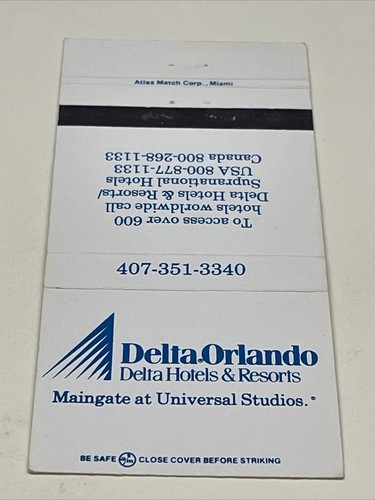 Atlas Match Corp., Miami
To access over 600
hotels worldwide call
Delta Hotels & Resorts/
Supranational Hotels
USA 800-877-1133
Canada 800-268-1133
407-351-3340
Delta Orlando
Delta Hotels & Resorts
Maingate at Universal Studios.®
BE SAFE CLOSE COVER BEFORE STRIKING